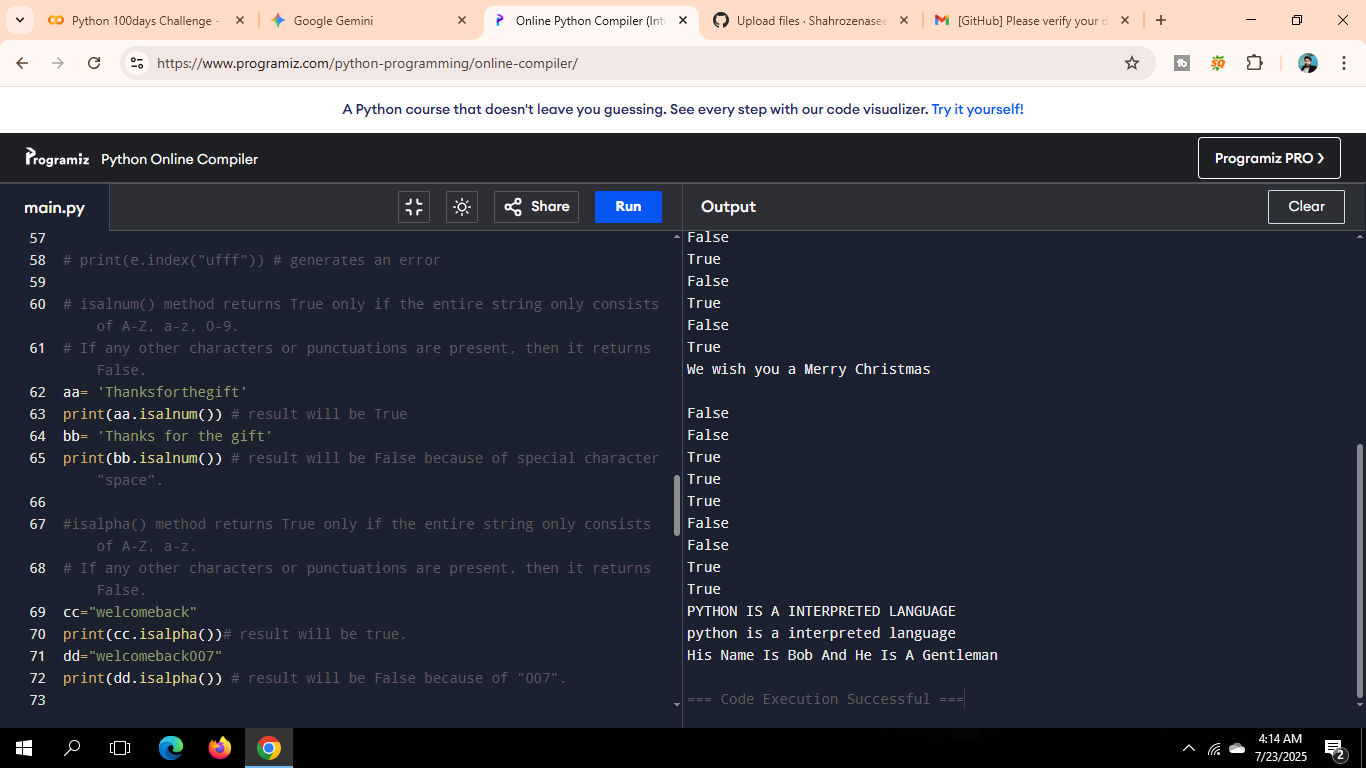 Python 100days Challenge -
Google Gemini
Online Python Compiler (Int
Upload files · Shahrozenasee
[GitHub] Please verify your d
https://www.programiz.com/python-programming/online-compiler/
A Python course that doesn't leave you guessing. See every step with our code visualizer. Try it yourself!
Programiz Python Online Compiler
Programiz PRO ❯
main.py
Share
Run
Output
Clear
57
58 # print(e.index("ufff")) # generates an error
59
60 # isalnum() method returns True only if the entire string only consists
of A-Z, a-z, 0-9.
61 # If any other characters or punctuations are present, then it returns
False.
62 aa= 'Thanksforthegift'
63 print(aa.isalnum()) # result will be True
64 bb= 'Thanks for the gift'
65 print(bb.isalnum()) # result will be False because of special character
"space".
66
67 #isalpha() method returns True only if the entire string only consists
of A-Z, a-z.
68 # If any other characters or punctuations are present, then it returns
False.
69 cc="welcomeback"
70 print(cc.isalpha())# result will be true.
71 dd="welcomeback007"
72 print(dd.isalpha()) # result will be False because of "007".
73
False
True
False
True
False
True
We wish you a Merry Christmas
False
False
True
True
True
False
False
True
True
PYTHON IS A INTERPRETED LANGUAGE
python is a interpreted language
His Name Is Bob And He Is A Gentleman
=== Code Execution Successful ===
4:14 AM
7/23/2025
2